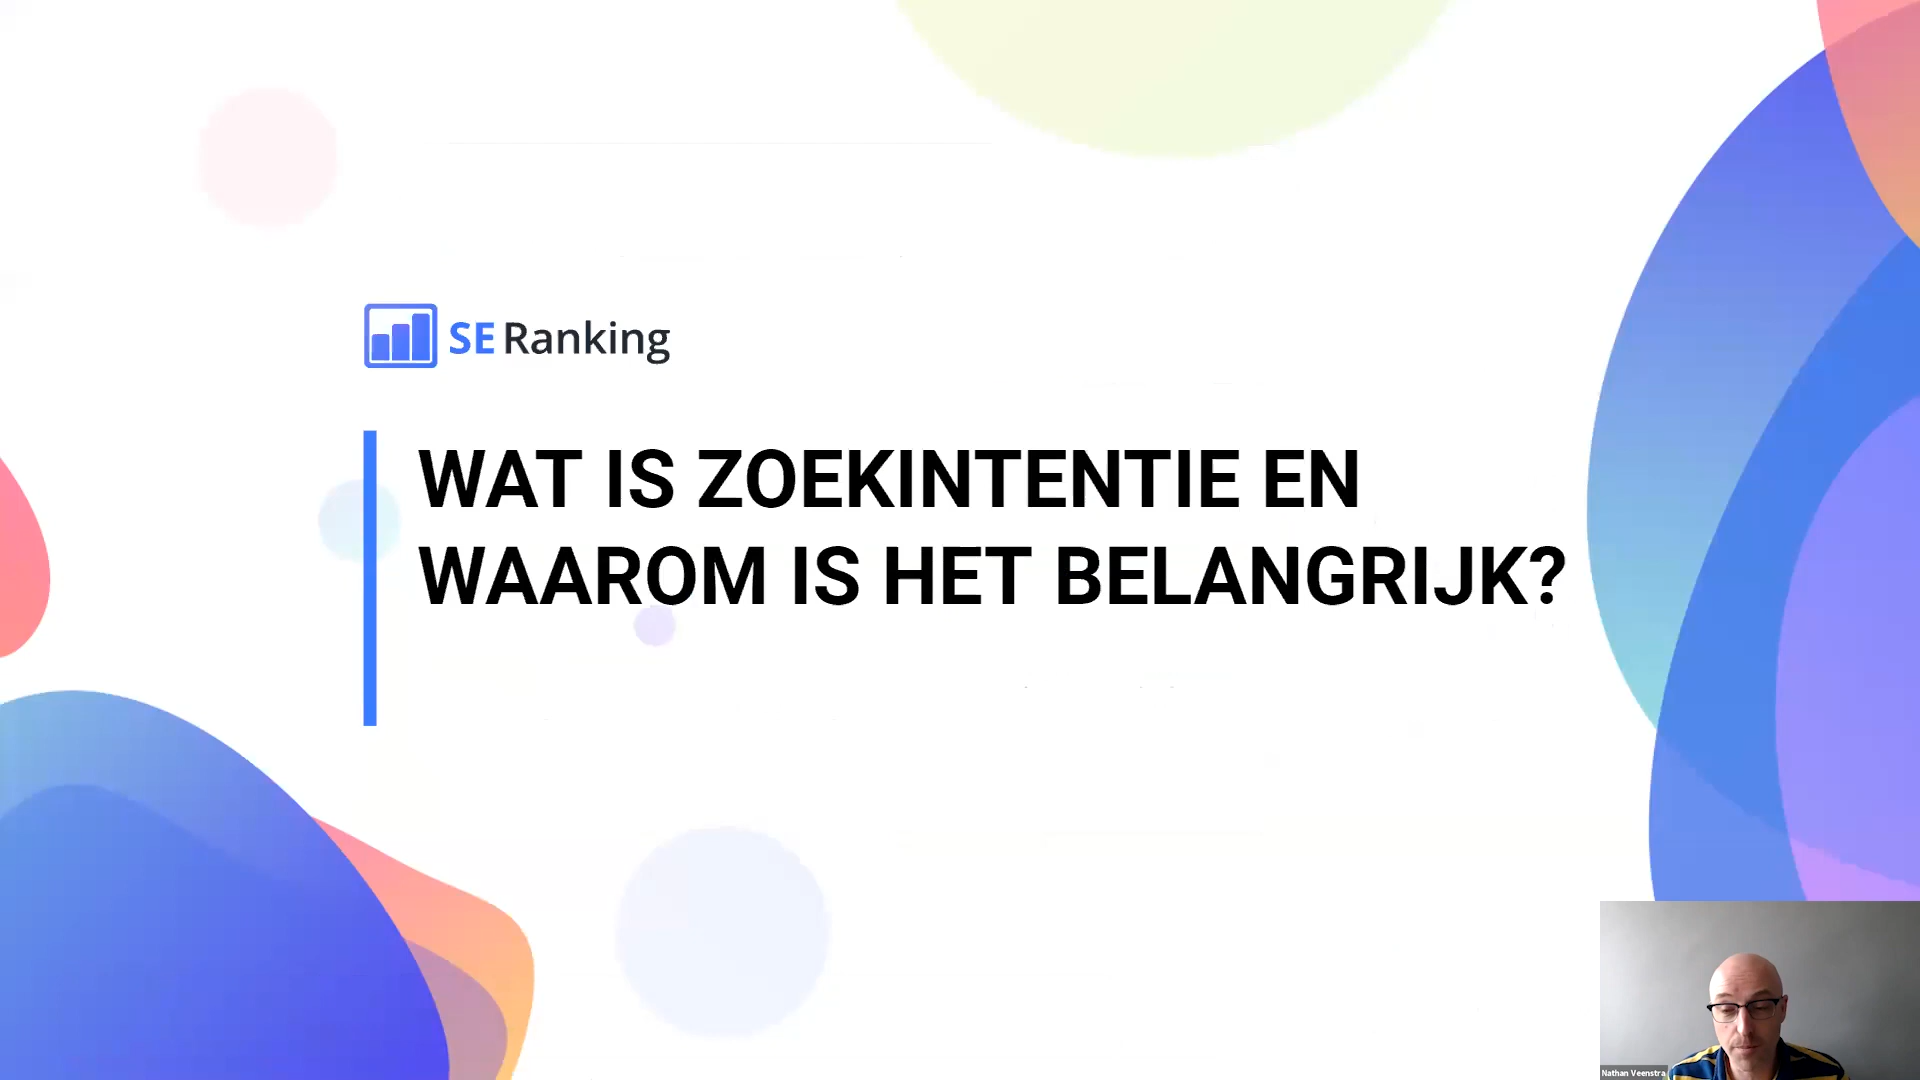 SE Ranking
WAT IS ZOEKINTENTIE EN
WAAROM IS HET BELANGRIJK?
Nathan Veenstra